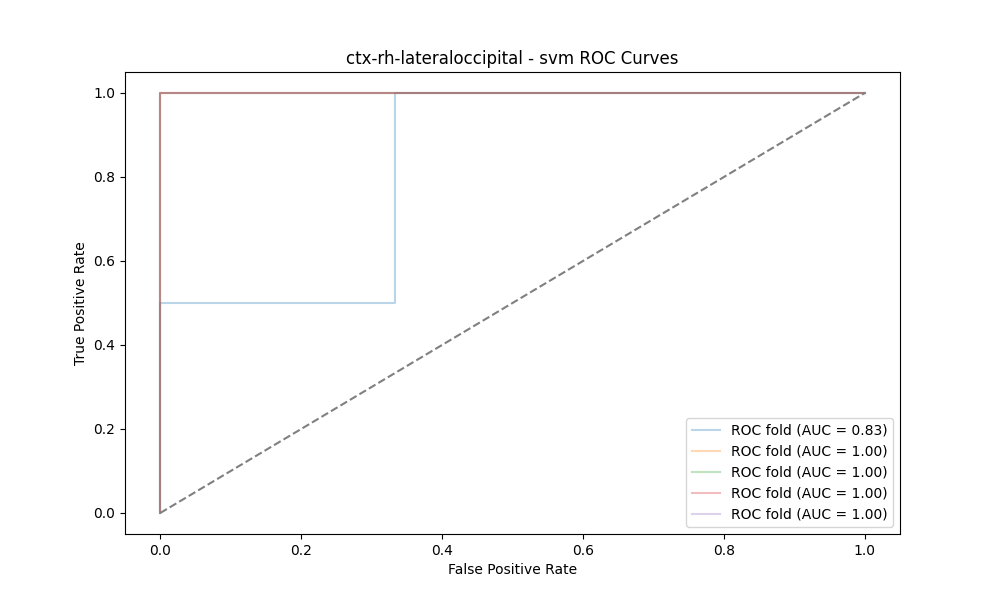 ctx-rh-lateraloccipital - svm ROC Curves
True Positive Rate
1.0
0.8
0.6
0.4
0.2
0.0
0.0 0.2 0.4 0.6 0.8 1.0
False Positive Rate
ROC fold (AUC = 0.83)
ROC fold (AUC = 1.00)
ROC fold (AUC = 1.00)
ROC fold (AUC = 1.00)
ROC fold (AUC = 1.00)